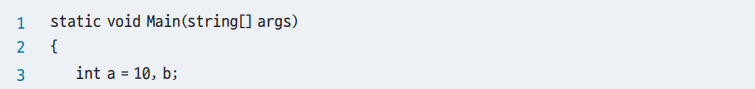 1 static void Main(string[] args)
2 {
3 int a = 10, b;